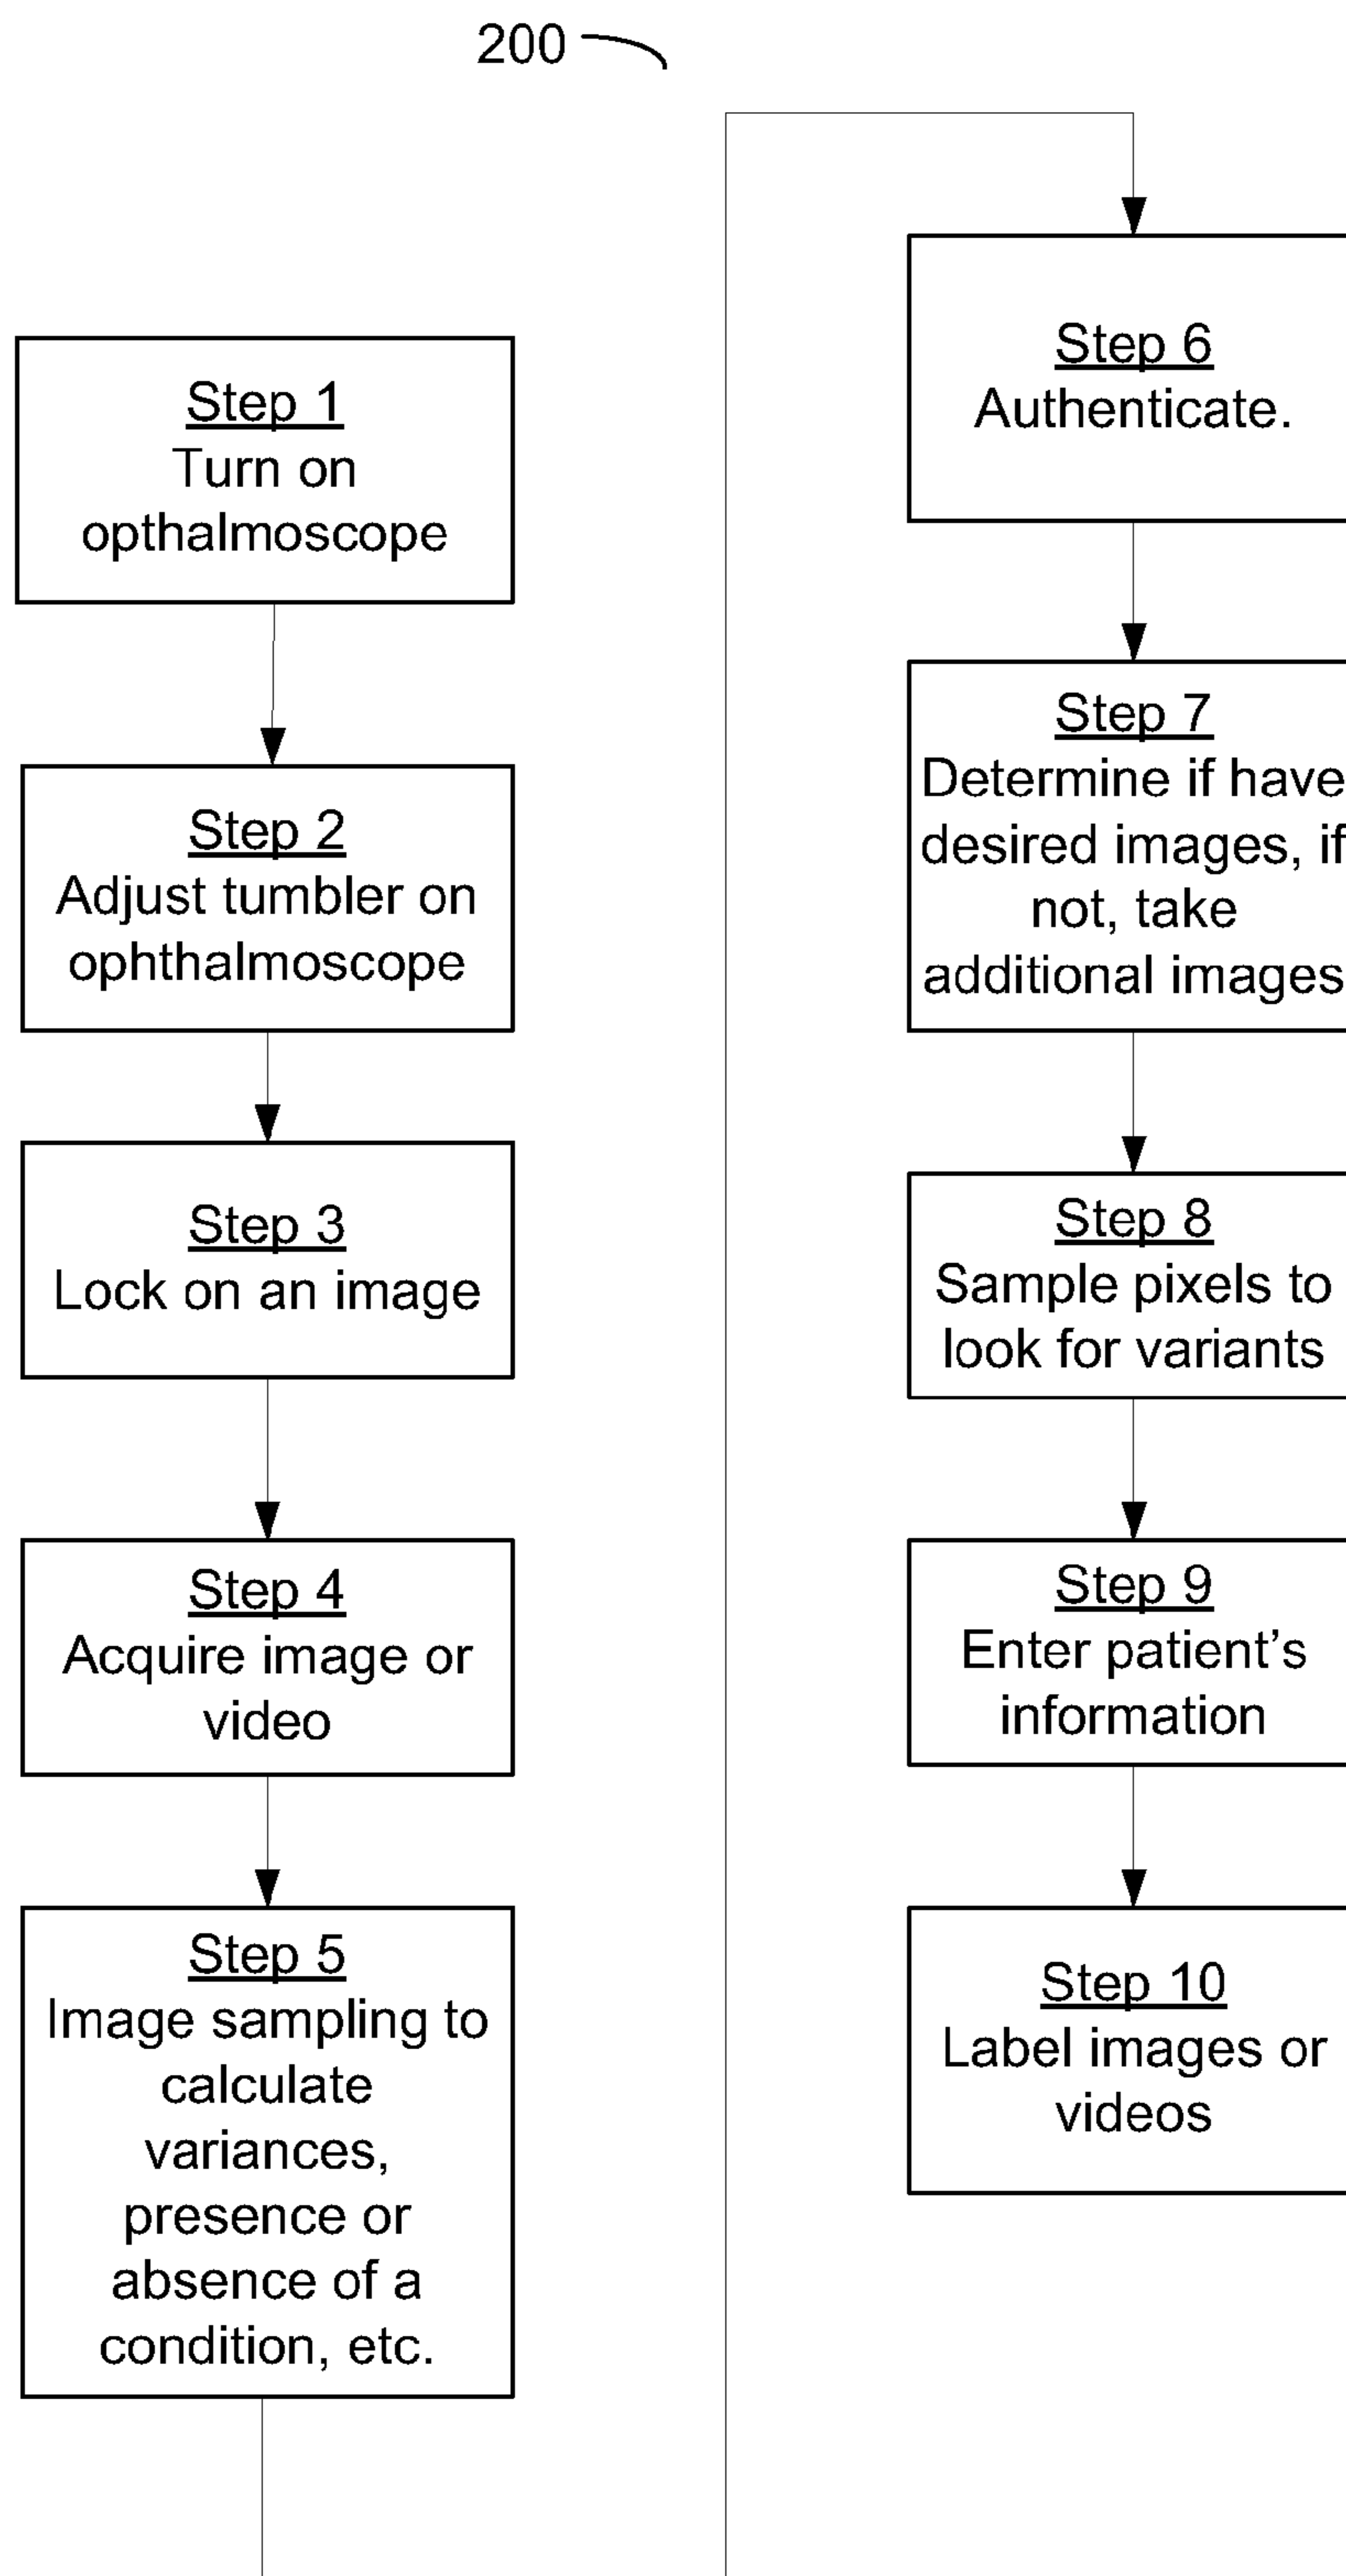 200
Step 1
Turn on
opthalmoscope
Step 2
Adjust tumbler on
ophthalmoscope
Step 3
Lock on an image
Step 4
Acquire image or
video
Step 5
Image sampling to
calculate
variances,
presence or
absence of a
condition, etc.
Step 6
Authenticate.
Step 7
Determine if have
desired images, if
not, take
additional images
Step 8
Sample pixels to
look for variants
Step 9
Enter patient’s
information
Step 10
Label images or
videos